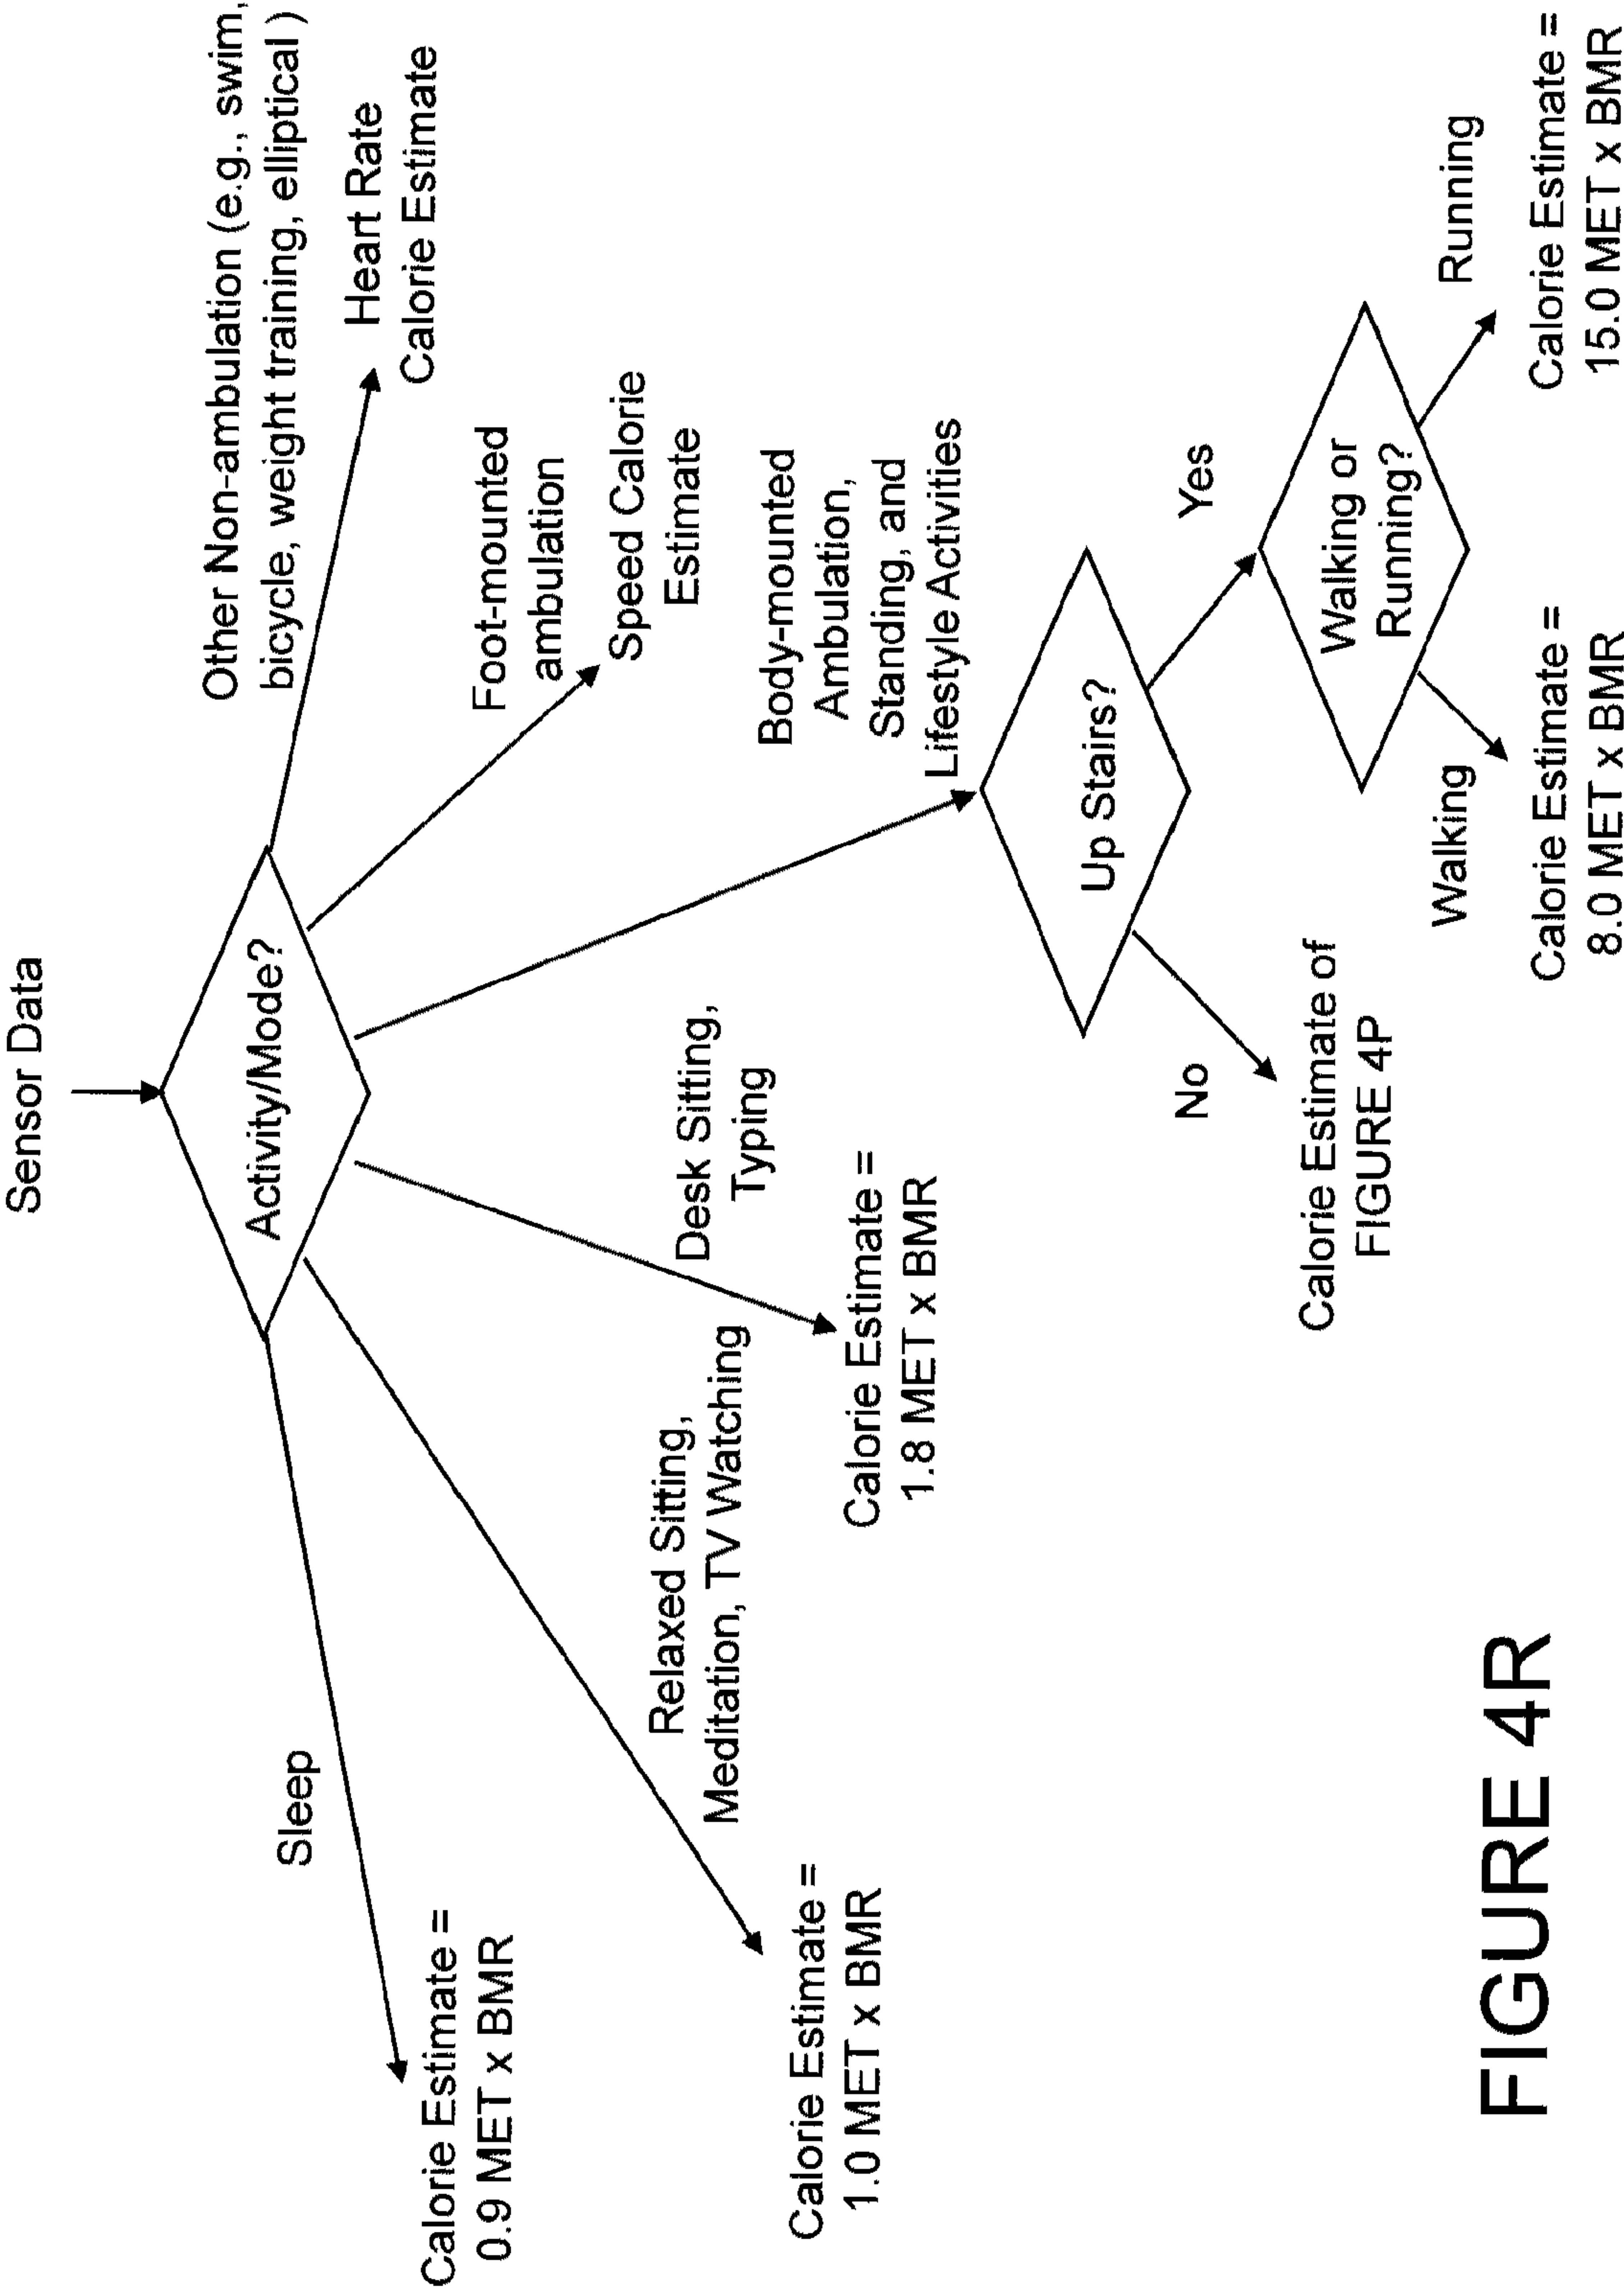 Sensor Data
Activity/Mode?
Other Non-ambulation (e.g., swim,
bicycle, weight training, elliptical )
Heart Rate
Calorie Estimate
Sleep
Calorie Estimate =
0.9 MET x BMR
Foot-mounted
ambulation
Speed Calorie
Estimate
Relaxed Sitting,
Meditation, TV Watching
Calorie Estimate =
1.0 MET x BMR
Desk Sitting,
Typing
Calorie Estimate =
1.8 MET x BMR
Body-mounted
Ambulation,
Standing, and
Lifestyle Activities
Up Stairs?
No
Yes
Calorie Estimate of
FIGURE 4P
Walking or
Running?
Walking
Running
Calorie Estimate =
8.0 MET x BMR
Calorie Estimate =
15.0 MET x BMR
FIGURE 4R